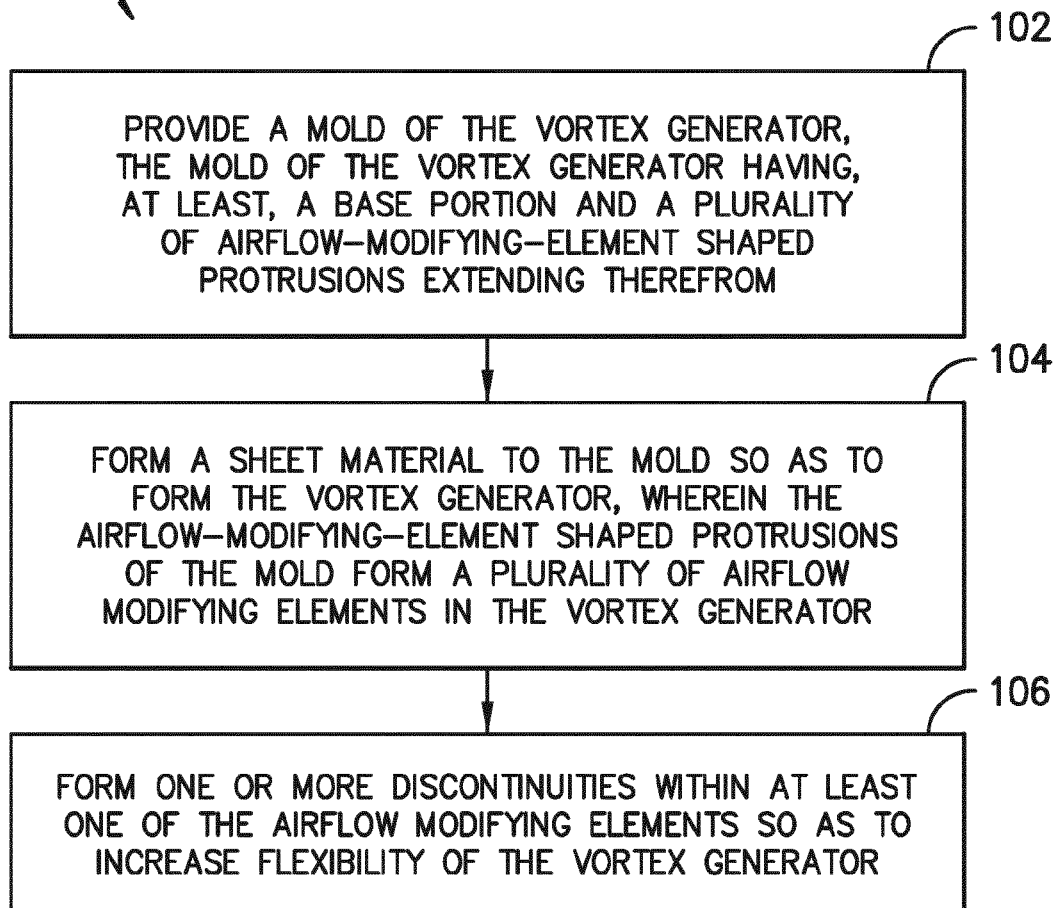 102
PROVIDE A MOLD OF THE VORTEX GENERATOR,
THE MOLD OF THE VORTEX GENERATOR HAVING,
AT LEAST, A BASE PORTION AND A PLURALITY
OF AIRFLOW-MODIFYING-ELEMENT SHAPED
PROTRUSIONS EXTENDING THEREFROM
104
FORM A SHEET MATERIAL TO THE MOLD SO AS TO
FORM THE VORTEX GENERATOR, WHEREIN THE
AIRFLOW-MODIFYING-ELEMENT SHAPED PROTRUSIONS
OF THE MOLD FORM A PLURALITY OF AIRFLOW
MODIFYING ELEMENTS IN THE VORTEX GENERATOR
106
FORM ONE OR MORE DISCONTINUITIES WITHIN AT LEAST
ONE OF THE AIRFLOW MODIFYING ELEMENTS SO AS TO
INCREASE FLEXIBILITY OF THE VORTEX GENERATOR